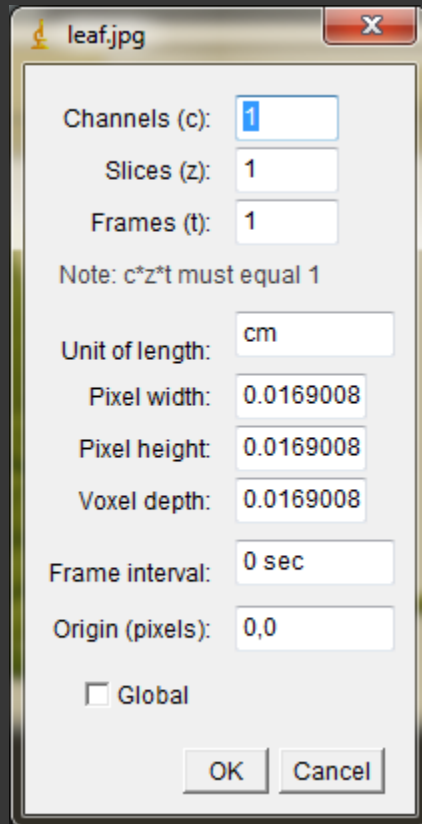 leaf.jpg
Channels (c): 1
Slices (z): 1
Frames (t): 1
Note: c*z*t must equal 1
Unit of length: cm
Pixel width: 0.0169008
Pixel height: 0.0169008
Voxel depth: 0.0169008
Frame interval: 0 sec
Origin (pixels): 0,0
Global
OK Cancel